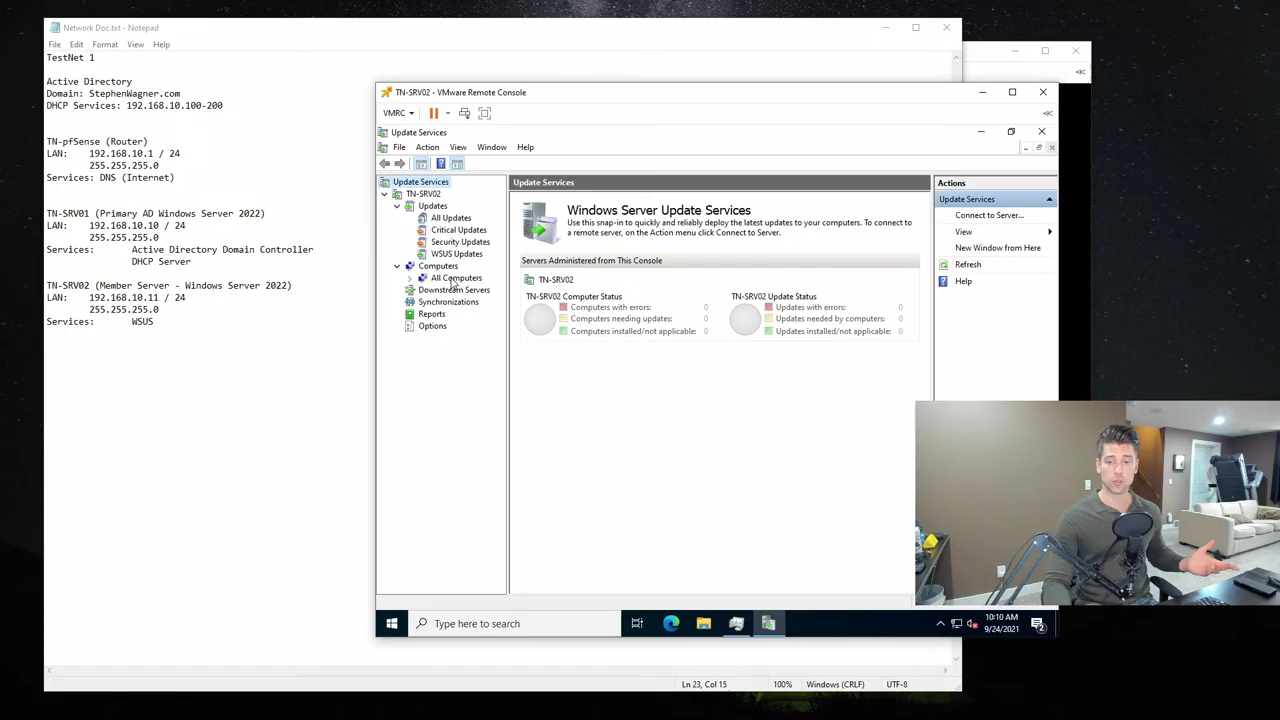 Network Doc.txt - Notepad
File Edit Format View Help
TestNet 1
Active Directory
Domain: StephenWagner.com
DHCP Services: 192.168.10.100-200
TN-pfSense (Router)
LAN: 192.168.10.1 / 24
255.255.255.0
Services: DNS (Internet)
TN-SRV01 (Primary AD Windows Server 2022)
LAN: 192.168.10.10 / 24
255.255.255.0
Services: Active Directory Domain Controller
DHCP Server
TN-SRV02 (Member Server - Windows Server 2022)
LAN: 192.168.10.11 / 24
255.255.255.0
Services: WSUS
Ln 23, Col 15 100% Windows (CRLF) UTF-8
TN-SRV02 - VMware Remote Console
VMRC
Update Services
File Action View Window Help
Update Services
TN-SRV02
Updates
All Updates
Critical Updates
Security Updates
WSUS Updates
Computers
All Computers
Downstream Servers
Synchronizations
Reports
Options
Update Services
Windows Server Update Services
Use this snap-in to quickly and reliably deploy the latest updates to your computers. To connect to
a remote server, on the Action menu click Connect to Server.
Servers Administered from This Console
TN-SRV02
TN-SRV02 Computer Status
Computers with errors: 0
Computers needing updates: 0
Computers installed/not applicable: 0
TN-SRV02 Update Status
Updates with errors: 0
Updates needed by computers: 0
Updates installed/not applicable: 0
Actions
Update Services
Connect to Server...
View
New Window from Here
Refresh
Help
Type here to search
10:10 AM
9/24/2021
2